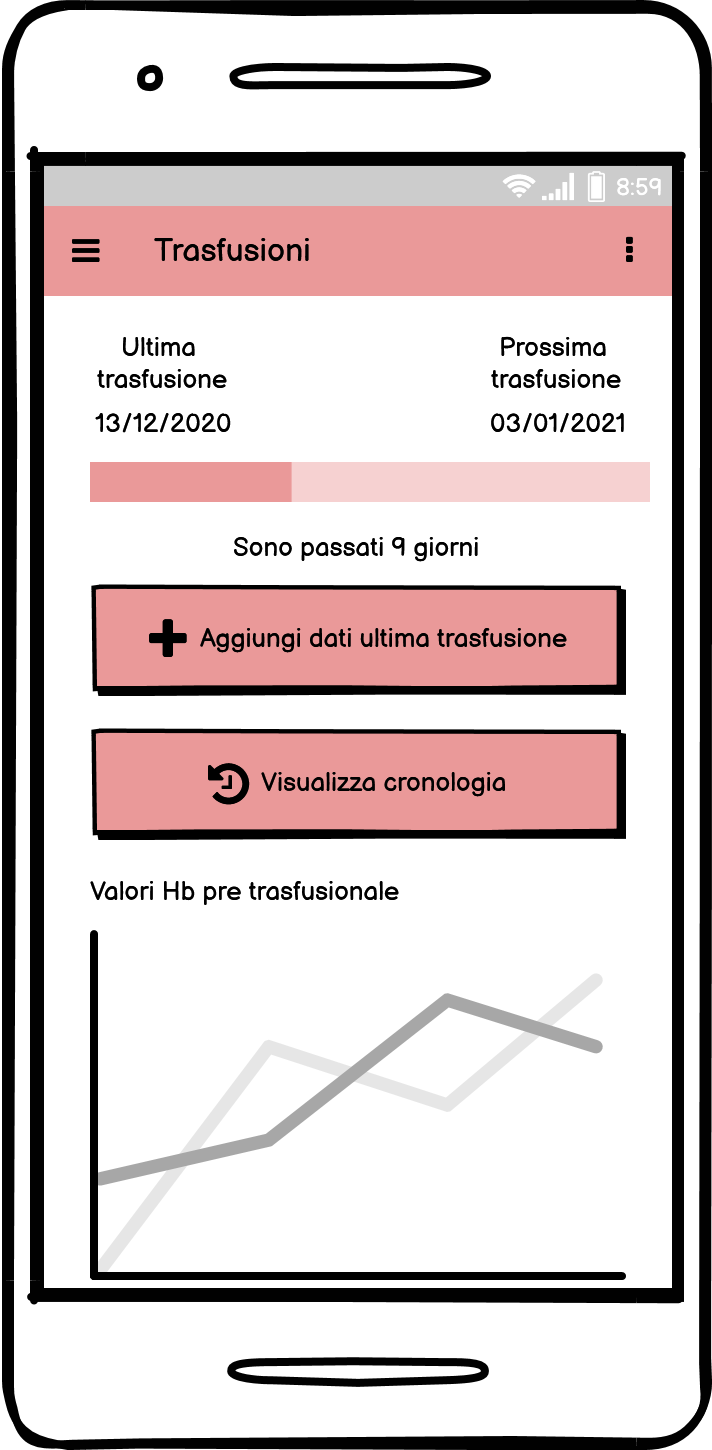 8:59
Trasfusioni
Ultima
trasfusione
13/12/2020
Prossima
trasfusione
03/01/2021
Sono passati 9 giorni
Aggiungi dati ultima trasfusione
Visualizza cronologia
Valori Hb pre trasfusionale